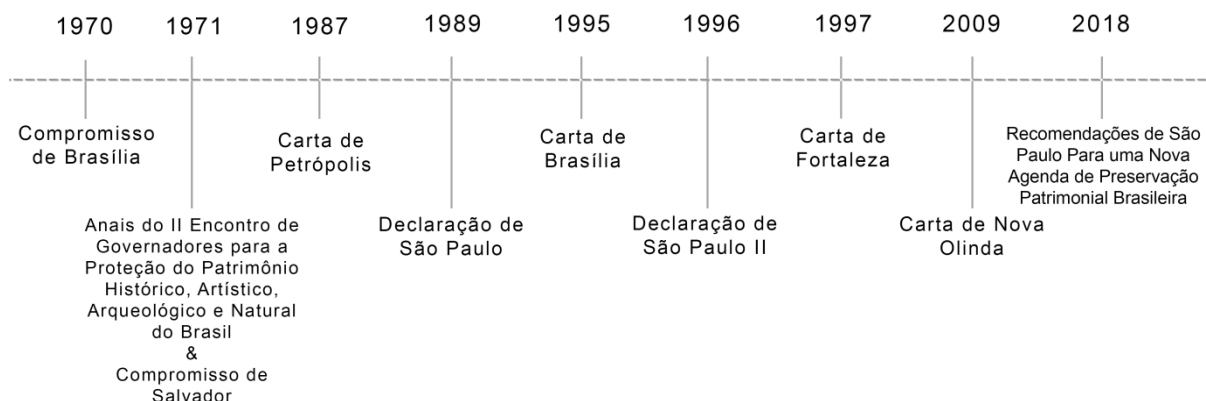 1970 1971 1987 1989 1995 1996 1997 2009 2018
Compromisso
de Brasília
Anais do II Encontro de
Governadores para a
Proteção do Patrimônio
Histórico, Artístico,
Arqueológico e Natural
do Brasil
&
Compromisso de
Salvador
Carta de
Petrópolis
Declaração de
São Paulo
Carta de
Brasília
Declaração de
São Paulo II
Carta de
Fortaleza
Carta de Nova
Olinda
Recomendações de São
Paulo Para uma Nova
Agenda de Preservação
Patrimonial Brasileira